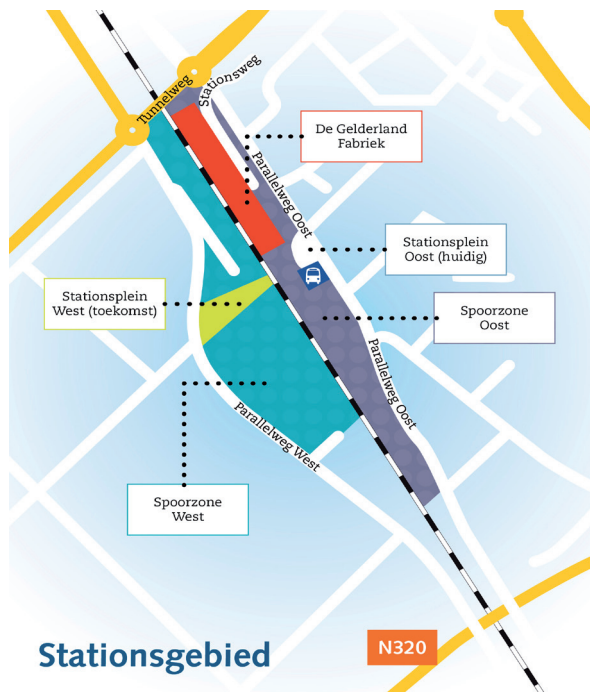 Tunnelweg
Stationsweg
De Gelderland
Fabriek
Parallelweg Oost
Stationsplein
Oost (huidig)
Stationsplein
West (toekomst)
Spoorzone
Oost
Parallelweg Oost
Parallelweg West
Spoorzone
West
Stationsgebied
N320